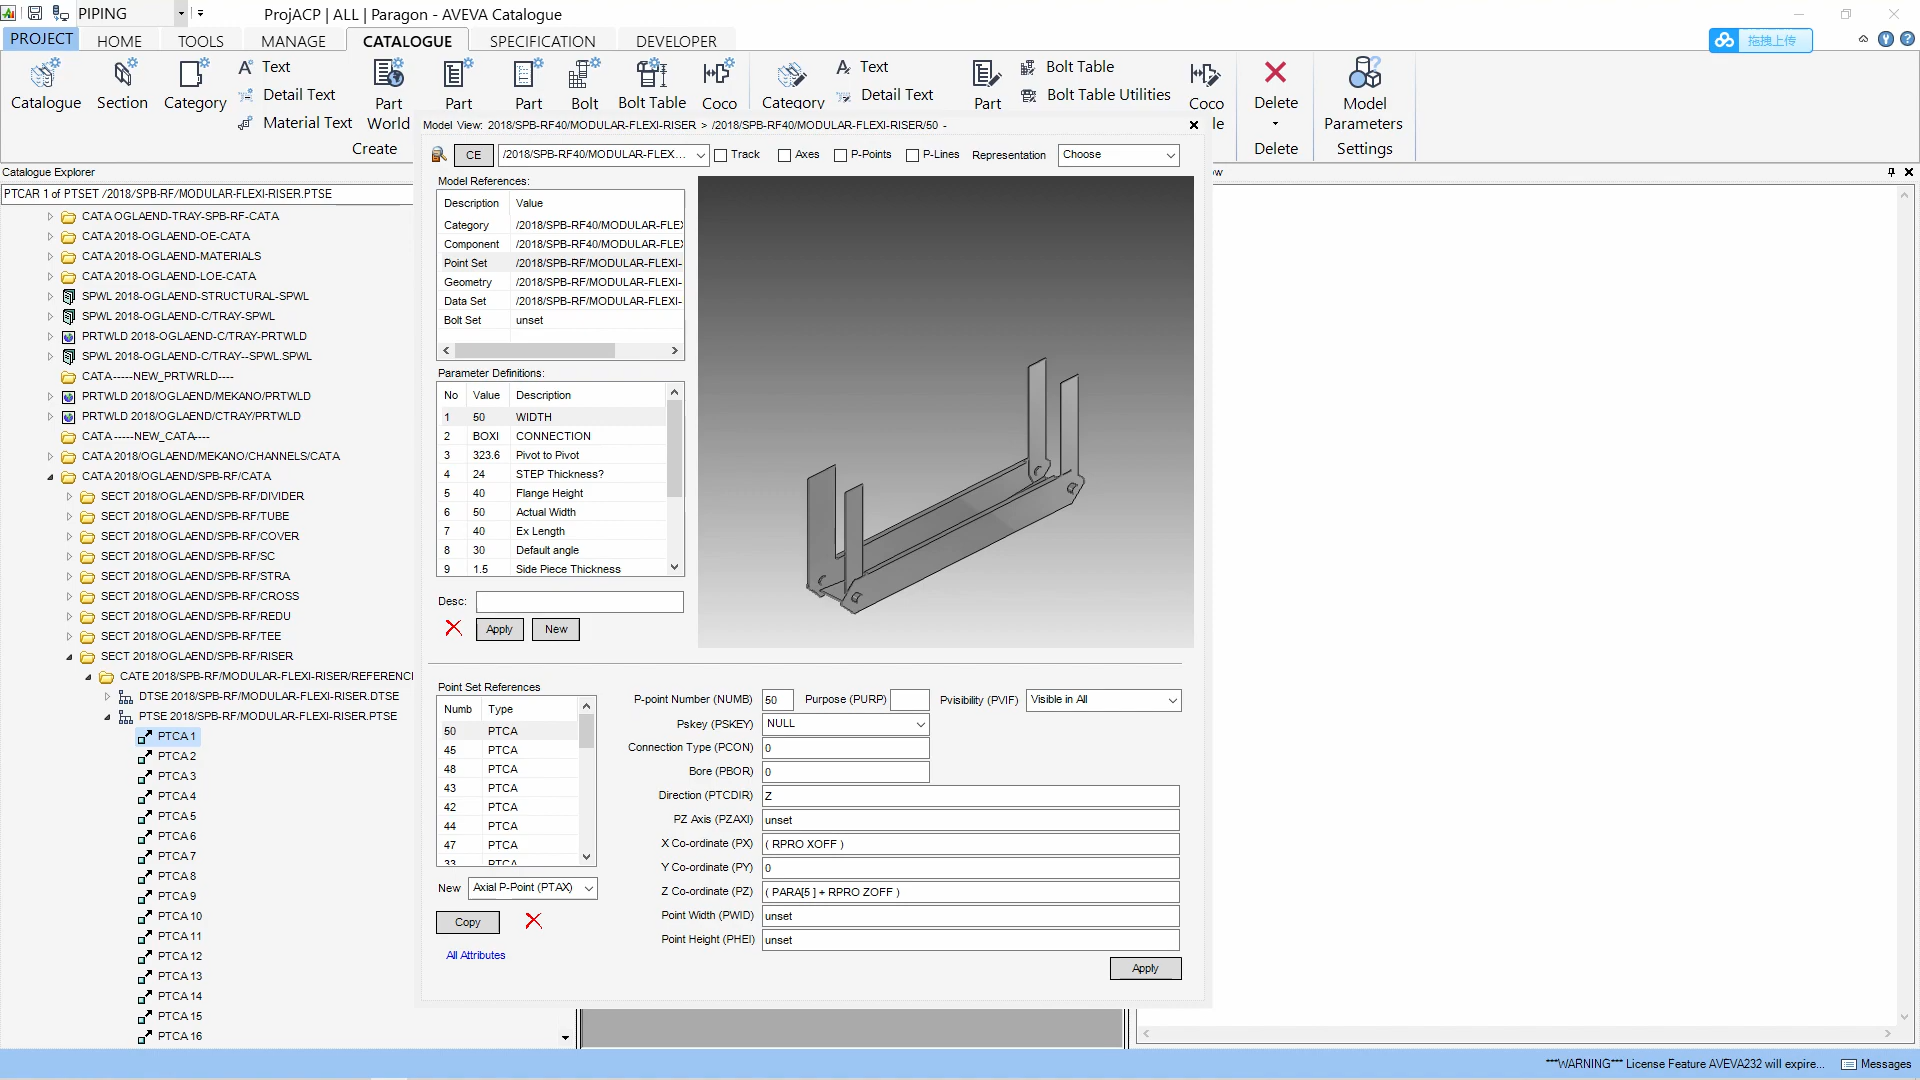 PIPING
ProjACP | ALL | Paragon - AVEVA Catalogue
PROJECT
HOME
TOOLS
MANAGE
CATALOGUE
SPECIFICATION
DEVELOPER
拖拽上传
Catalogue
Section
Category
Text
Detail Text
Material Text
Part
World
Part
Part
Bolt
Bolt Table
Coco
Category
Text
Detail Text
Part
Bolt Table
Bolt Table Utilities
Coco
le
Delete
Model
Parameters
Create
Delete
Settings
Catalogue Explorer
PTCAR 1 of PTSET /2018/SPB-RF/MODULAR-FLEXI-RISER.PTSE
CATA OGLAEND-TRAY-SPB-RF-CATA
CATA 2018-OGLAEND-OE-CATA
CATA 2018-OGLAEND-MATERIALS
CATA 2018-OGLAEND-LOE-CATA
SPWL 2018-OGLAEND-STRUCTURAL-SPWL
SPWL 2018-OGLAEND-C/TRAY-SPWL
PRTWLD 2018-OGLAEND-C/TRAY-PRTWLD
SPWL 2018-OGLAEND-C/TRAY--SPWL.SPWL
CATA-----NEW_PRTWRLD----
PRTWLD 2018/OGLAEND/MEKANO/PRTWLD
PRTWLD 2018/OGLAEND/CTRAY/PRTWLD
CATA -----NEW_CATA----
CATA 2018/OGLAEND/MEKANO/CHANNELS/CATA
CATA 2018/OGLAEND/SPB-RF/CATA
SECT 2018/OGLAEND/SPB-RF/DIVIDER
SECT 2018/OGLAEND/SPB-RF/TUBE
SECT 2018/OGLAEND/SPB-RF/COVER
SECT 2018/OGLAEND/SPB-RF/SC
SECT 2018/OGLAEND/SPB-RF/STRA
SECT 2018/OGLAEND/SPB-RF/CROSS
SECT 2018/OGLAEND/SPB-RF/REDU
SECT 2018/OGLAEND/SPB-RF/TEE
SECT 2018/OGLAEND/SPB-RF/RISER
CATE 2018/SPB-RF/MODULAR-FLEXI-RISER/REFERENC
DTSE 2018/SPB-RF/MODULAR-FLEXI-RISER.DTSE
PTSE 2018/SPB-RF/MODULAR-FLEXI-RISER.PTSE
PTCA 1
PTCA 2
PTCA 3
PTCA 4
PTCA 5
PTCA 6
PTCA 7
PTCA 8
PTCA 9
PTCA 10
PTCA 11
PTCA 12
PTCA 13
PTCA 14
PTCA 15
PTCA 16
Model View: 2018/SPB-RF40/MODULAR-FLEXI-RISER > /2018/SPB-RF40/MODULAR-FLEXI-RISER/50 -
CE /2018/SPB-RF40/MODULAR-FLEX... Track Axes P-Points P-Lines Representation Choose
Model References:
Description Value
Category /2018/SPB-RF40/MODULAR-FLEX
Component /2018/SPB-RF40/MODULAR-FLEX
Point Set /2018/SPB-RF/MODULAR-FLEXI-
Geometry /2018/SPB-RF/MODULAR-FLEXI-
Data Set /2018/SPB-RF/MODULAR-FLEXI-
Bolt Set unset
Parameter Definitions:
No Value Description
1 50 WIDTH
2 BOXI CONNECTION
3 323.6 Pivot to Pivot
4 24 STEP Thickness?
5 40 Flange Height
6 50 Actual Width
7 40 Ex Length
8 30 Default angle
9 1.5 Side Piece Thickness
Desc:
Apply New
Point Set References
Numb Type
50 PTCA
45 PTCA
48 PTCA
43 PTCA
42 PTCA
44 PTCA
47 PTCA
33 PTCA
New Axial P-Point (PTAX)
Copy
All Attributes
P-point Number (NUMB) 50 Purpose (PURP) Pvisibility (PVIF) Visible in All
Pskey (PSKEY) NULL
Connection Type (PCON) 0
Bore (PBOR) 0
Direction (PTCDIR) Z
PZ Axis (PZAXI) unset
X Co-ordinate (PX) ( RPRO XOFF )
Y Co-ordinate (PY) 0
Z Co-ordinate (PZ) ( PARA[5 ] + RPRO ZOFF )
Point Width (PWID) unset
Point Height (PHEI) unset
Apply
ow
***WARNING*** License Feature AVEVA232 will expire... Messages